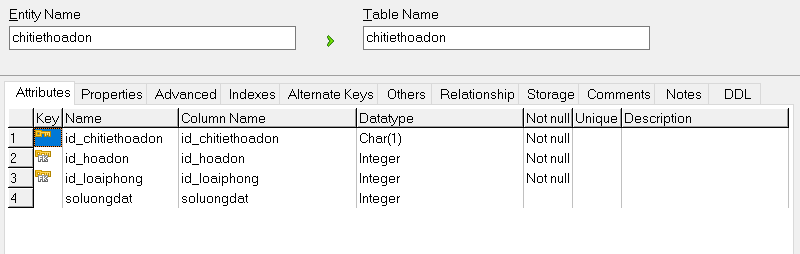 Entity Name Table Name
chitiethoadon chitiethoadon
Attributes Properties Advanced Indexes Alternate Keys Others Relationship Storage Comments Notes DDL
Key Name Column Name Datatype Not null Unique Description
1 id_chitiethoadon id_chitiethoadon Char(1) Not null
2 id_hoadon id_hoadon Integer Not null
3 id_loaiphong id_loaiphong Integer Not null
4 soluongdat soluongdat Integer